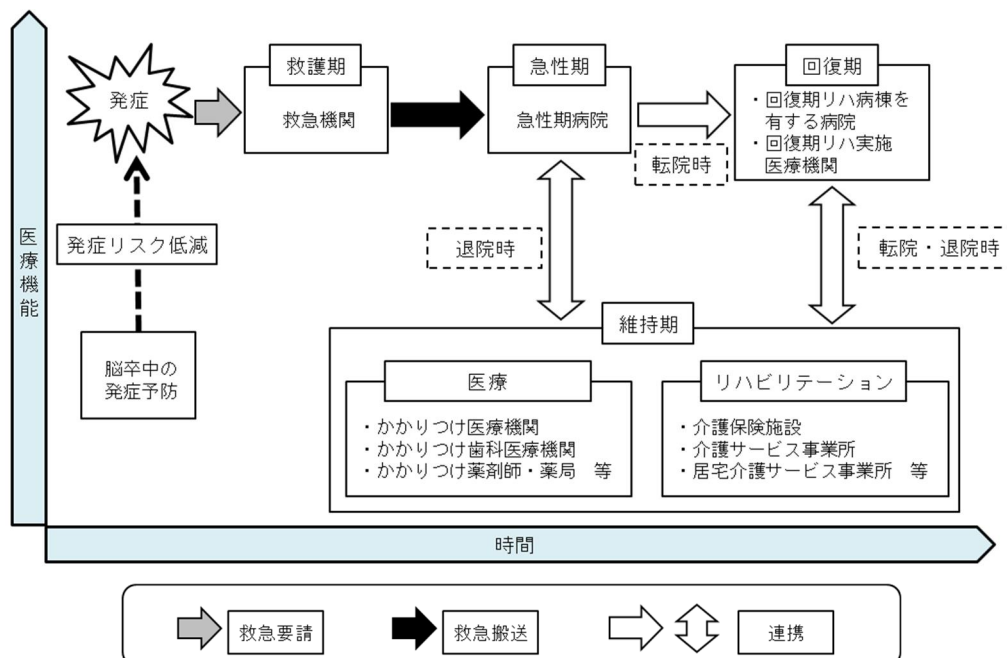 医療機能
発症
救護期
救急機関
急性期
急性期病院
転院時
回復期
・回復期リハ病棟を
有する病院
・回復期リハ実施
医療機関
発症リスク低減
脳卒中の
発症予防
退院時
転院・退院時
維持期
医療
・かかりつけ医療機関
・かかりつけ歯科医療機関
・かかりつけ薬剤師・薬局　等
リハビリテーション
・介護保険施設
・介護サービス事業所
・居宅介護サービス事業所　等
時間
救急要請
救急搬送
連携